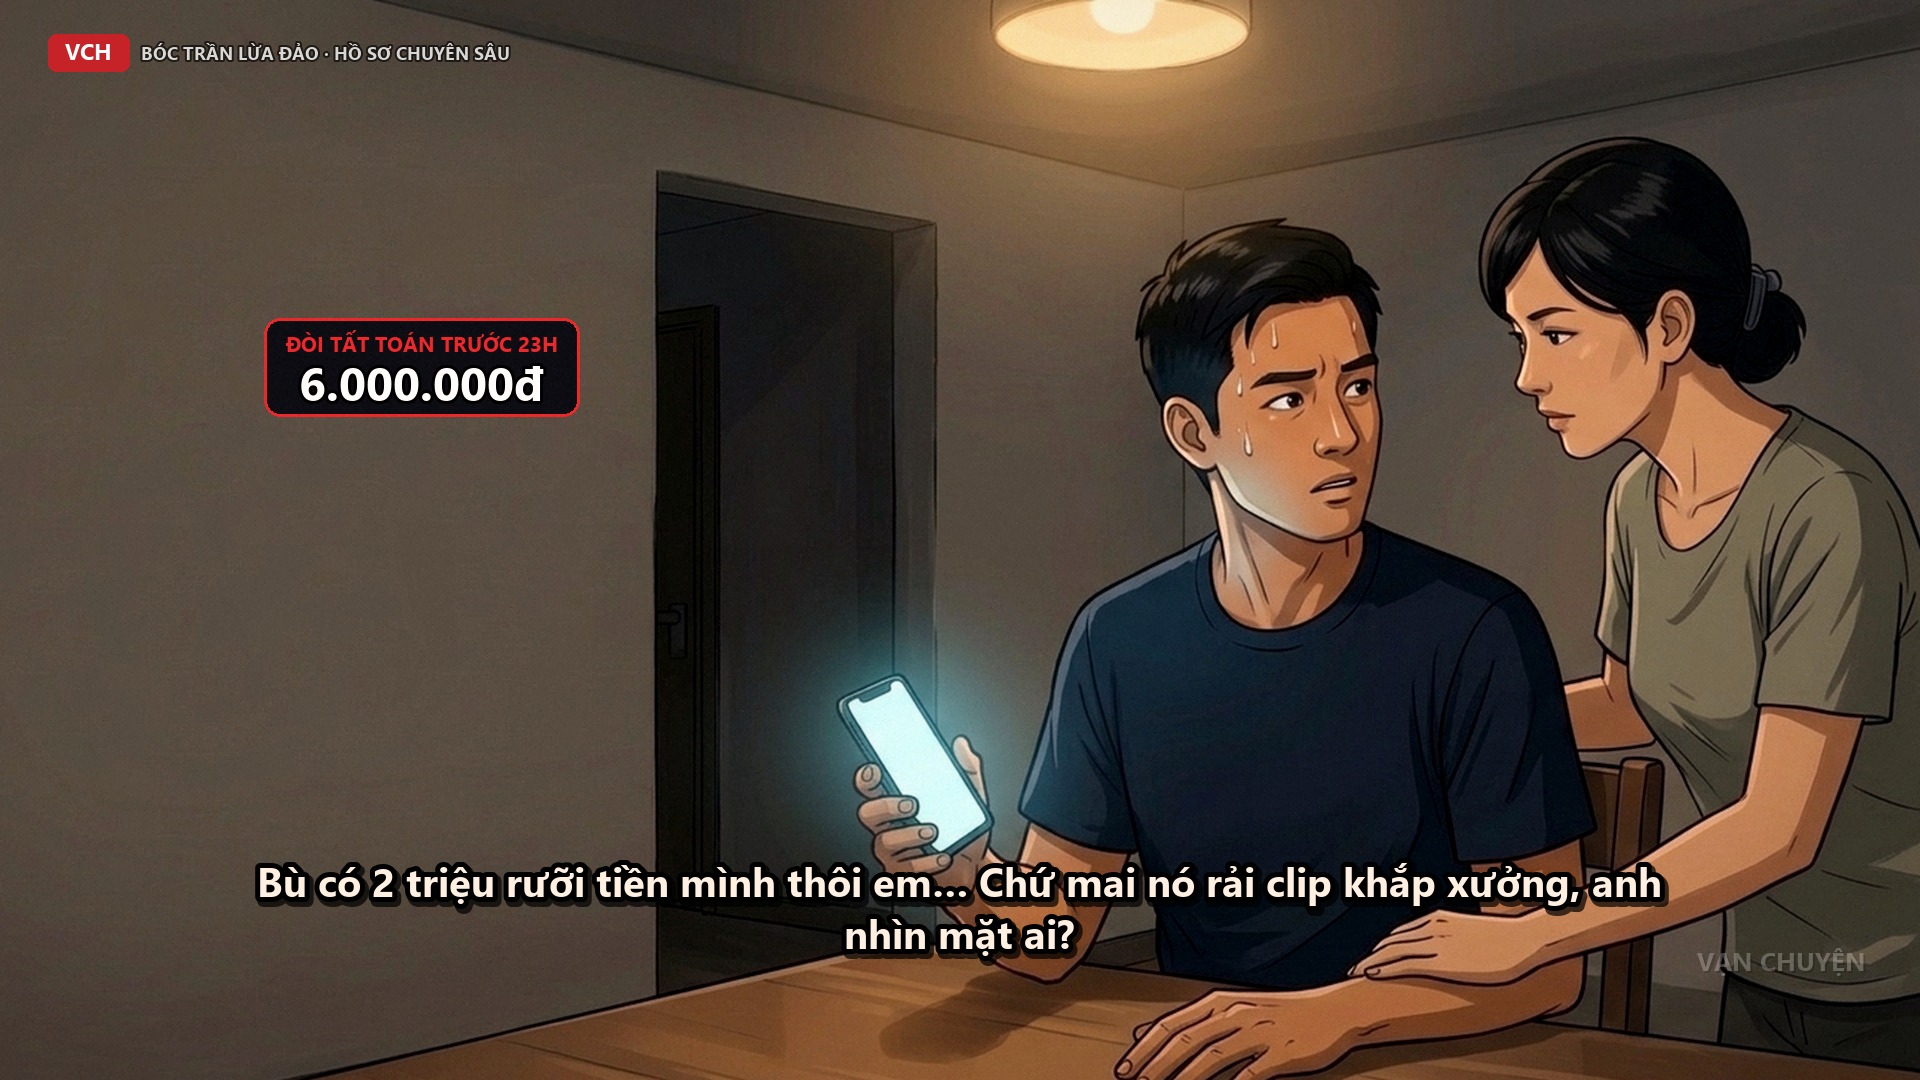 VCH BÓC TRẦN LỪA ĐẢO · HỒ SƠ CHUYÊN SÂU
ĐÒI TẤT TOÁN TRƯỚC 23H
6.000.000đ
Bù có 2 triệu rưỡi tiền mình thôi em... Chứ mai nó rải clip khắp xưởng, anh
nhìn mặt ai?
VẠN CHUYỆN